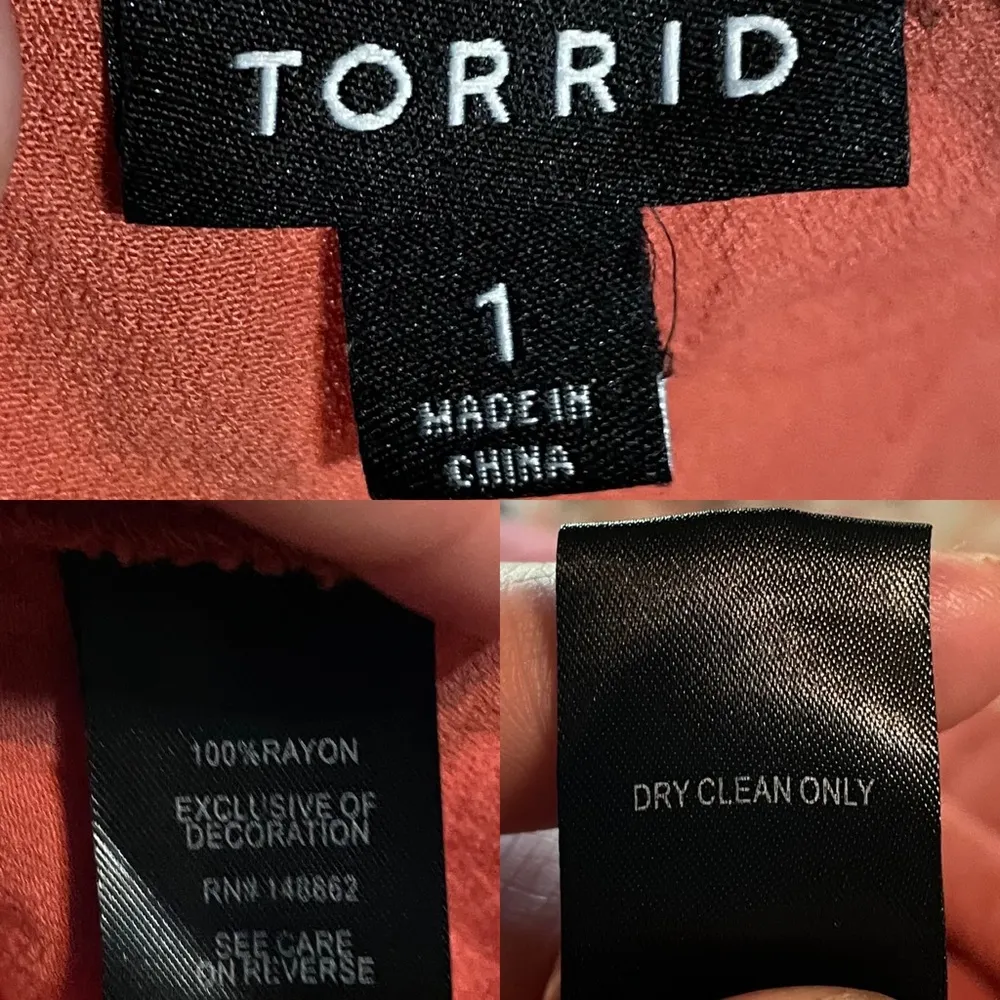 TORRID
1
MADE IN
CHINA
100%RAYON
EXCLUSIVE OF
DECORATION
RN# 148862
SEE CARE
ON REVERSE
DRY CLEAN ONLY